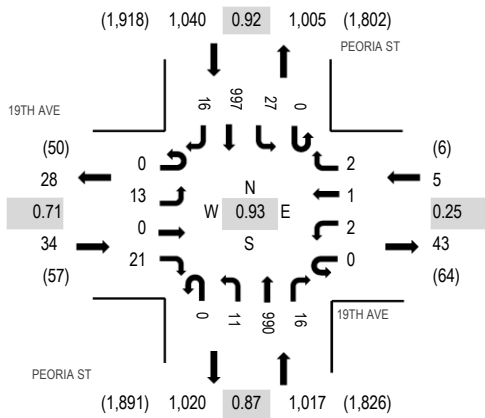 (1,918) 1,040 0.92 1,005 (1,802)
PEORIA ST
16 997 27 0
19TH AVE
(50) 0 2 (6)
28 5
13 N 1
0.71 W 0.93 E 0.25
0 S 2
34 43
21 0
(57) (64)
0 11 990 16
19TH AVE
PEORIA ST
(1,891) 1,020 0.87 1,017 (1,826)